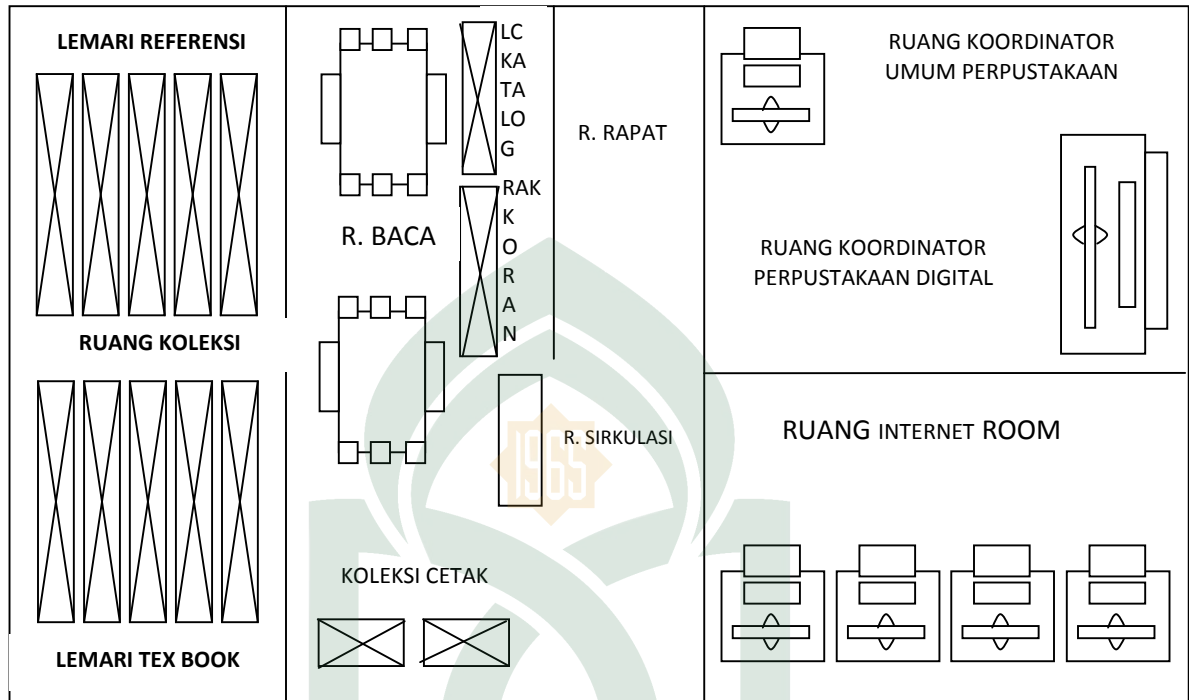 LEMARI REFERENSI
RUANG KOLEKSI
LEMARI TEX BOOK
LC
KA
TA
LO
G
RAK
K
O
R
A
N
R. BACA
KOLEKSI CETAK
R. RAPAT
R. SIRKULASI
1965
RUANG KOORDINATOR
UMUM PERPUSTAKAAN
RUANG KOORDINATOR
PERPUSTAKAAN DIGITAL
RUANG INTERNET ROOM